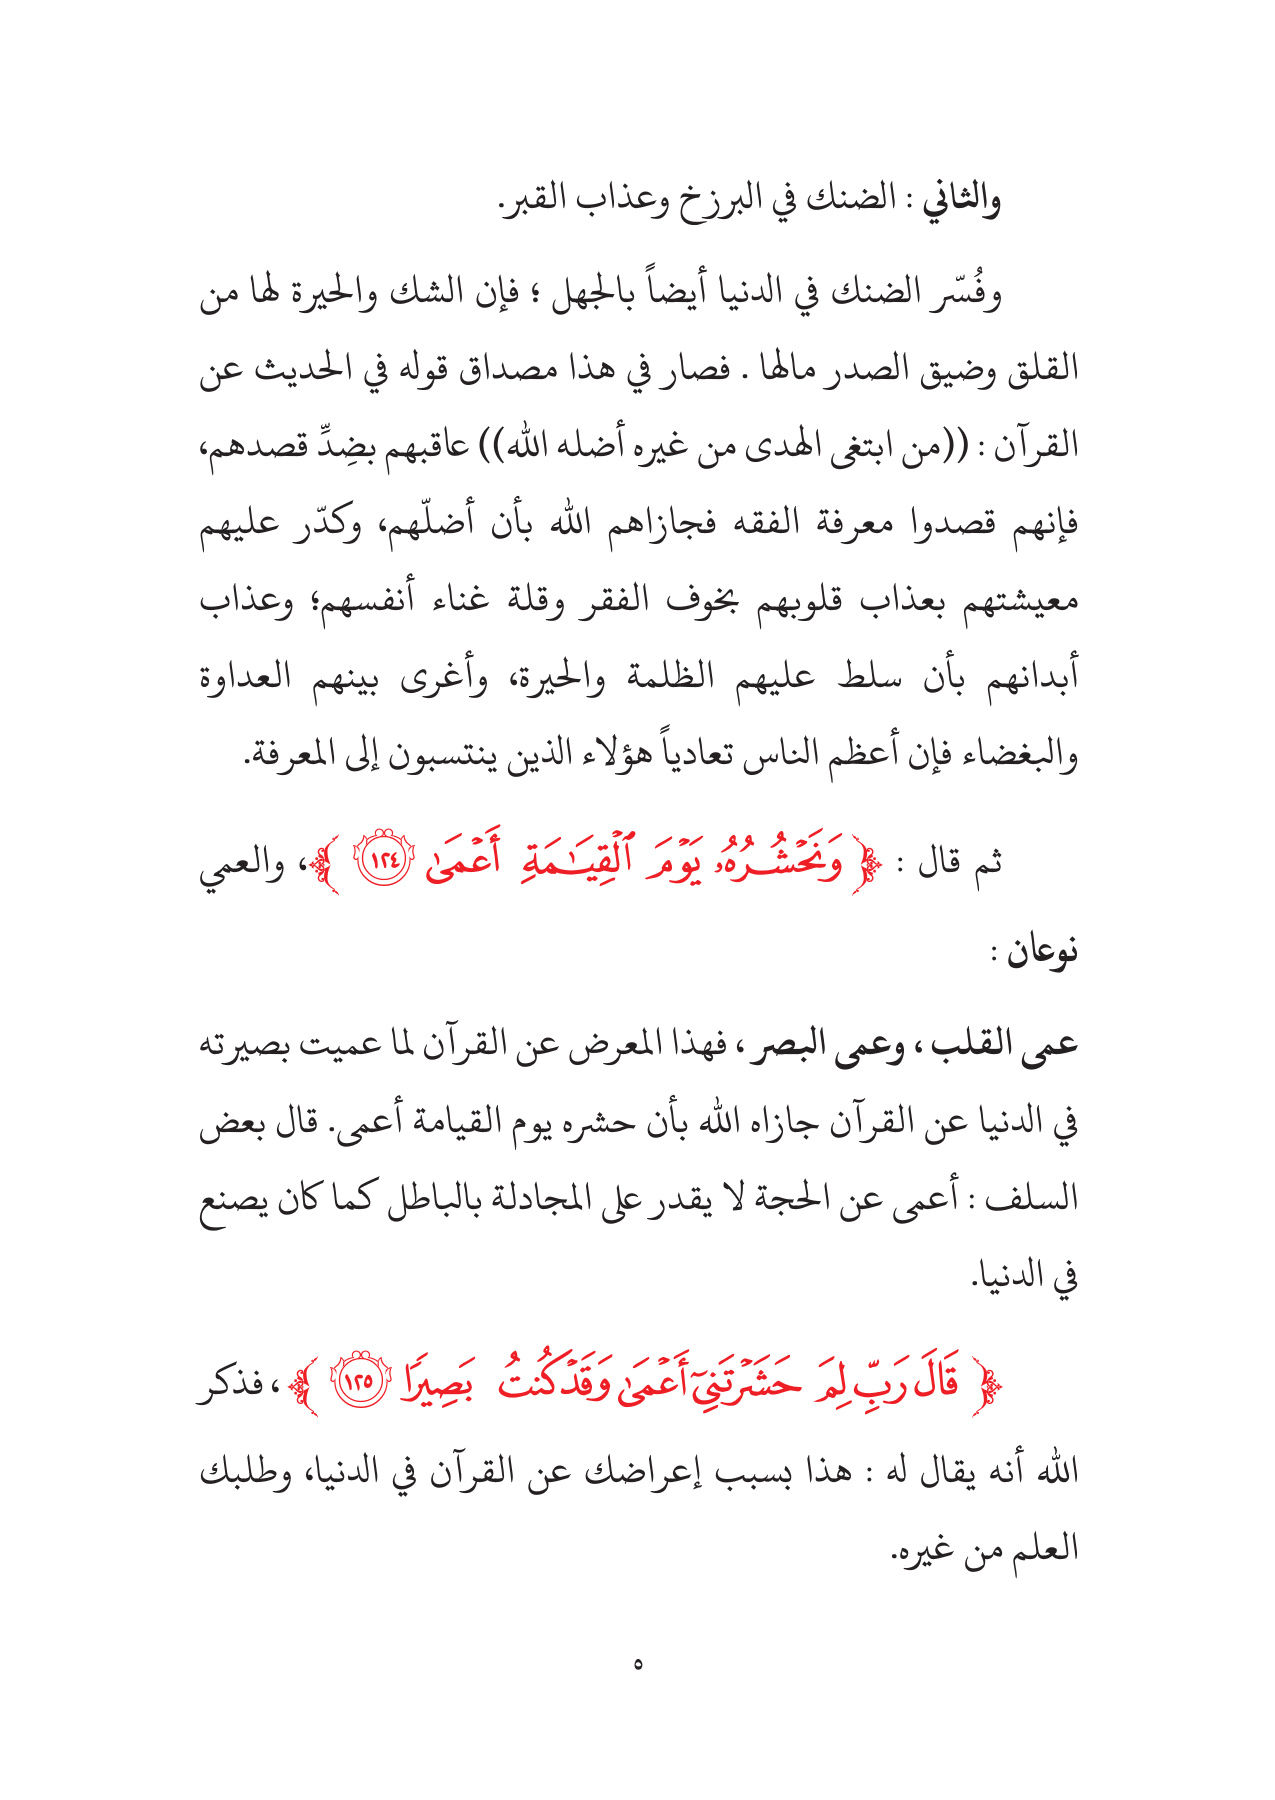 والثاني : الضنك في البرزخ وعذاب القبر.
وفُسّر الضنك في الدنيا أيضاً بالجهل ؛ فإن الشك والحيرة لها من
القلق وضيق الصدر مالها . فصار في هذا مصداق قوله في الحديث عن
القرآن : ((من ابتغى الهدى من غيره أضله الله)) عاقبهم بضِدِّ قصدهم،
فإنهم قصدوا معرفة الفقه فجازاهم الله بأن أضلّهم، وكدّر عليهم
معيشتهم بعذاب قلوبهم بخوف الفقر وقلة غناء أنفسهم؛ وعذاب
أبدانهم بأن سلط عليهم الظلمة والحيرة، وأغرى بينهم العداوة
والبغضاء فإن أعظم الناس تعادياً هؤلاء الذين ينتسبون إلى المعرفة.
ثم قال : ﴿ وَنَحْشُرُهُۥ يَوْمَ ٱلْقِيَـٰمَةِ أَعْمَىٰ ١٢٤ ﴾، والعمي
نوعان :
عمى القلب ، وعمى البصر ، فهذا المعرض عن القرآن لما عميت بصيرته
في الدنيا عن القرآن جازاه الله بأن حشره يوم القيامة أعمى. قال بعض
السلف : أعمى عن الحجة لا يقدر على المجادلة بالباطل كما كان يصنع
في الدنيا.
﴿ قَالَ رَبِّ لِمَ حَشَرْتَنِىٓ أَعْمَىٰ وَقَدْ كُنتُ بَصِيرًا ١٢٥ ﴾ ، فذكر
الله أنه يقال له : هذا بسبب إعراضك عن القرآن في الدنيا، وطلبك
العلم من غيره.
٥